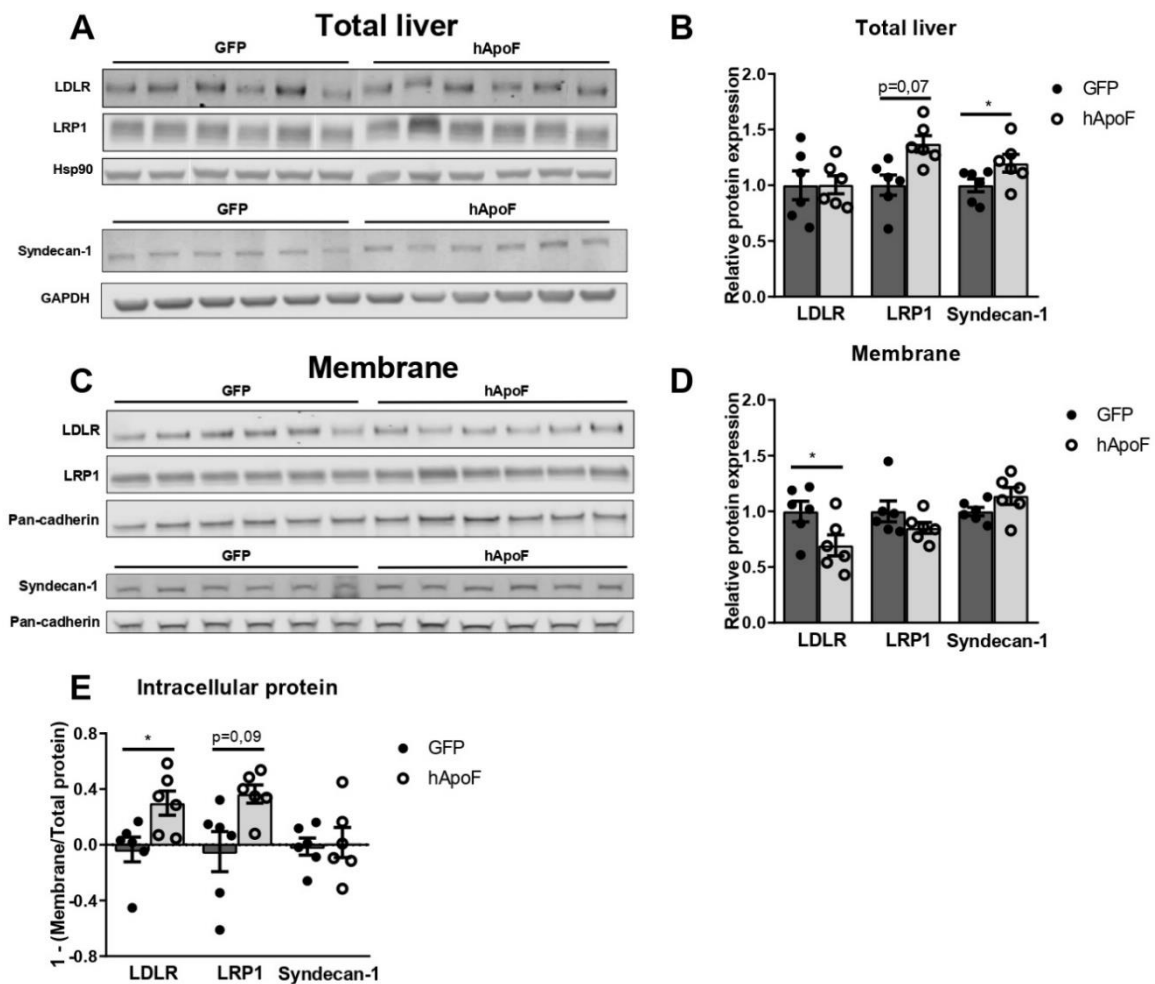 A
Total liver
GFP hApoF
LDLR
LRP1
Hsp90
GFP hApoF
Syndecan-1
GAPDH
B
Total liver
Relative protein expression
2.0
1.5
1.0
0.5
0.0
p=0,07
*
GFP
hApoF
LDLR LRP1 Syndecan-1
C
Membrane
GFP hApoF
LDLR
LRP1
Pan-cadherin
GFP hApoF
Syndecan-1
Pan-cadherin
D
Membrane
Relative protein expression
2.0
1.5
1.0
0.5
0.0
*
GFP
hApoF
LDLR LRP1 Syndecan-1
E
Intracellular protein
1 - (Membrane/Total protein)
0.8
0.4
0.0
-0.4
-0.8
*
p=0,09
GFP
hApoF
LDLR LRP1 Syndecan-1